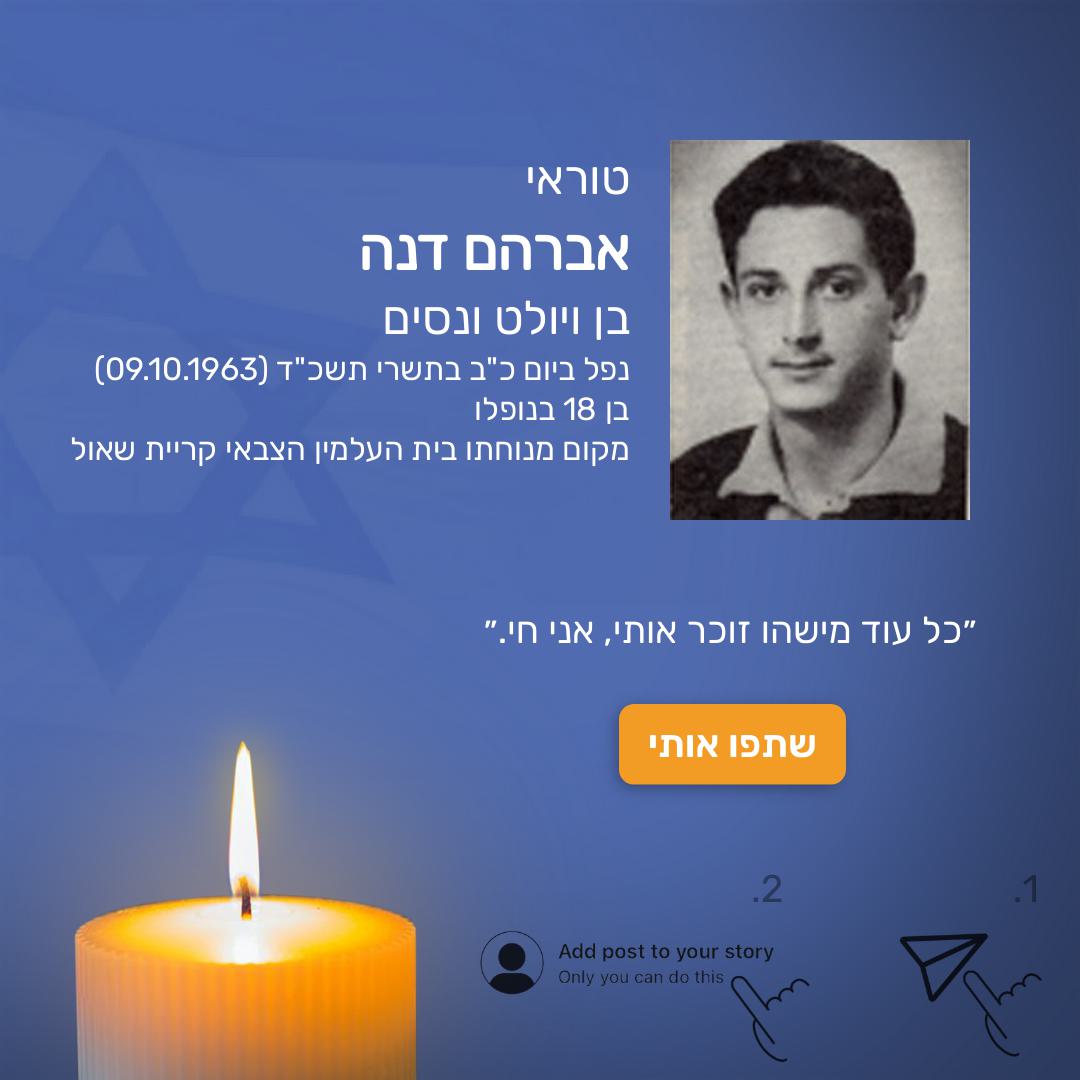 טוראי
אברהם דנה
בן ויולט ונסים
נפל ביום כ"ב בתשרי תשכ"ד (09.10.1963)
בן 18 בנופלו
מקום מנוחתו בית העלמין הצבאי קריית שאול
״כל עוד מישהו זוכר אותי, אני חי.״
שתפו אותי
1.
2.
Add post to your story
Only you can do this